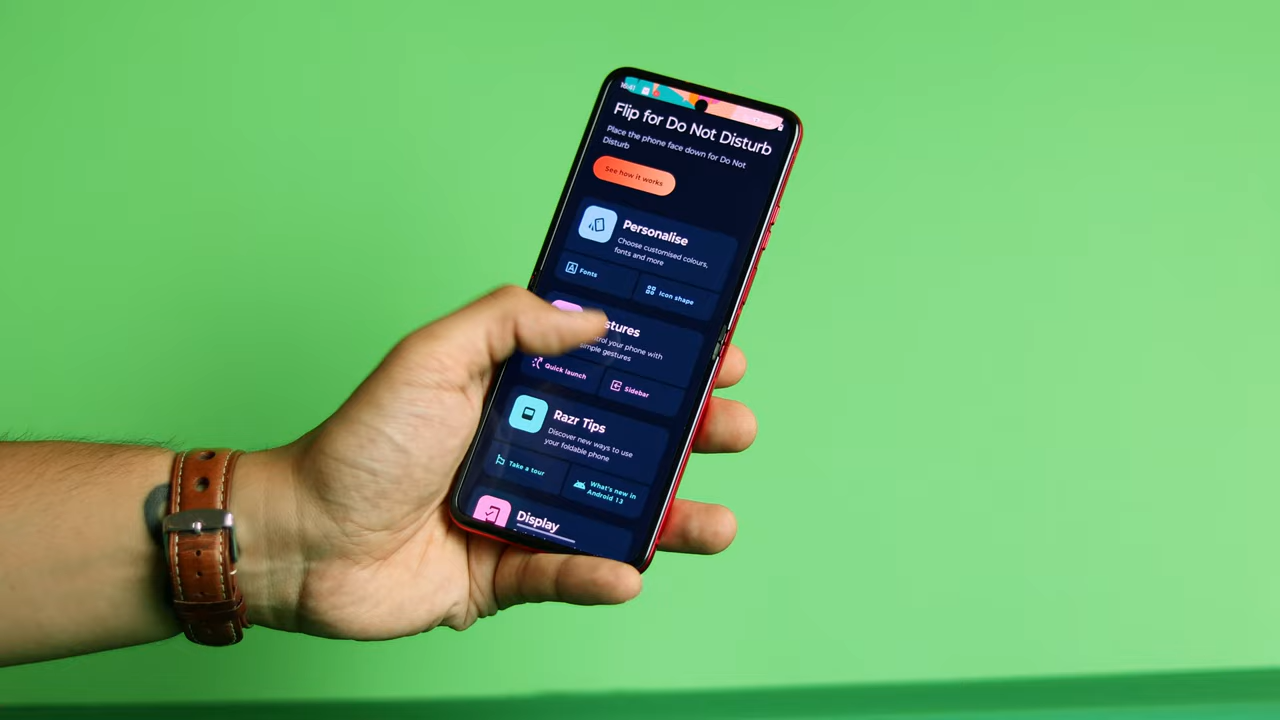 Flip for Do Not Disturb
Place the phone face down for Do Not
Disturb
See how it works
Personalise
Choose customised colours,
fonts and more
Fonts
Icon shape
stures
trol your phone with
simple gestures
Quick launch
Sidebar
Razr Tips
Discover new ways to use
your foldable phone
Take a tour
What's new in
Android 13
Display